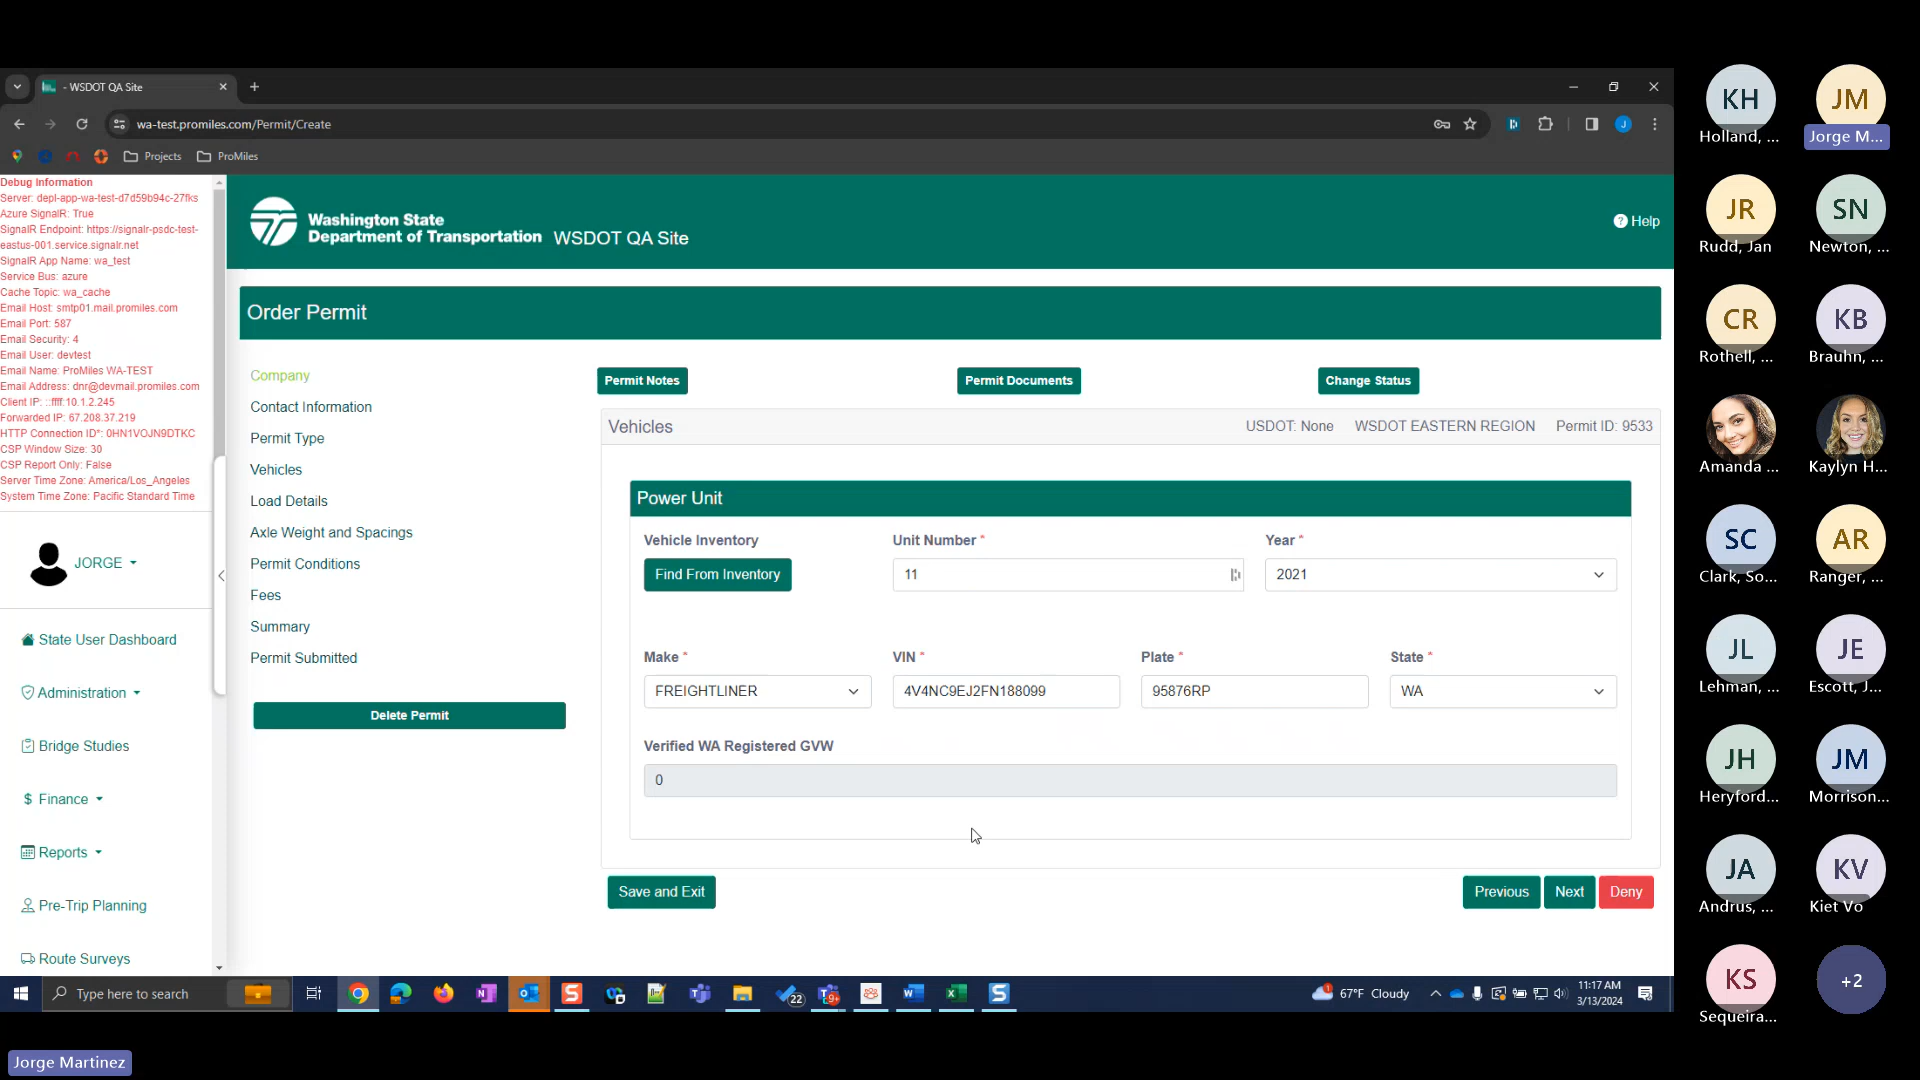 - WSDOT QA Site
wa-test.promiles.com/Permit/Create
Projects
ProMiles
Debug Information
Server: depl-app-wa-test-d7d59b94c-27fks
Azure SignalR: True
SignalR Endpoint: https://signalr-psdc-test-
eastus-001.service.signalr.net
SignalR App Name: wa_test
Service Bus: azure
Cache Topic: wa_cache
Email Host: smtp01.mail.promiles.com
Email Port: 587
Email Security: 4
Email User: devtest
Email Name: ProMiles WA-TEST
Email Address: dnr@devmail.promiles.com
Client IP: ::ffff:10.1.2.245
Forwarded IP: 67.208.37.219
HTTP Connection ID*: 0HN1VOJN9DTKC
CSP Window Size: 30
CSP Report Only: False
Server Time Zone: America/Los_Angeles
System Time Zone: Pacific Standard Time
JORGE
State User Dashboard
Administration
Bridge Studies
$ Finance
Reports
Pre-Trip Planning
Route Surveys
Washington State
Department of Transportation
WSDOT QA Site
? Help
Order Permit
Company
Contact Information
Permit Type
Vehicles
Load Details
Axle Weight and Spacings
Permit Conditions
Fees
Summary
Permit Submitted
Delete Permit
Permit Notes
Permit Documents
Change Status
Vehicles
USDOT: None
WSDOT EASTERN REGION
Permit ID: 9533
Power Unit
Vehicle Inventory
Find From Inventory
Unit Number *
11
Year *
2021
Make *
FREIGHTLINER
VIN *
4V4NC9EJ2FN188099
Plate *
95876RP
State *
WA
Verified WA Registered GVW
0
Save and Exit
Previous
Next
Deny
Type here to search
22
9+
67°F Cloudy
11:17 AM
3/13/2024
KH
Holland, ...
JM
Jorge M...
JR
Rudd, Jan
SN
Newton, ...
CR
Rothell, ...
KB
Brauhn, ...
Amanda ...
Kaylyn H...
SC
Clark, So...
AR
Ranger, ...
JL
Lehman, ...
JE
Escott, J...
JH
Heryford...
JM
Morrison...
JA
Andrus, ...
KV
Kiet Vo
KS
Sequeira...
+2
Jorge Martinez